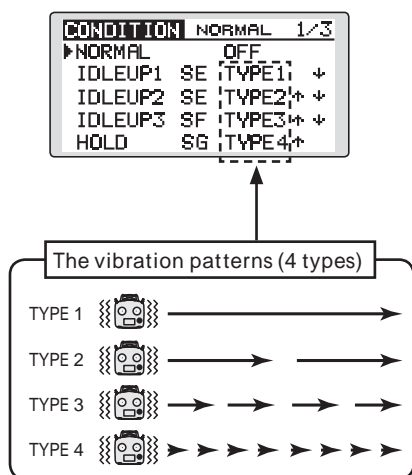 CONDITION NORMAL 1/3
▶NORMAL OFF
IDLEUP1 SE TYPE1 ↓
IDLEUP2 SE TYPE2↑ ↓
IDLEUP3 SF TYPE3↑ ↓
HOLD SG TYPE4↑
The vibration patterns (4 types)
TYPE 1
TYPE 2
TYPE 3
TYPE 4